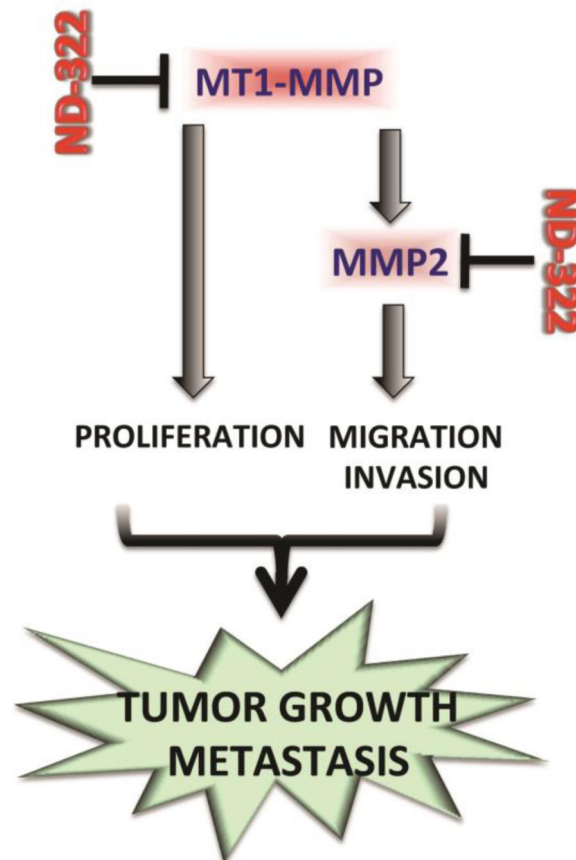 ND-322
MT1-MMP
MMP2
ND-322
PROLIFERATION
MIGRATION
INVASION
TUMOR GROWTH
METASTASIS